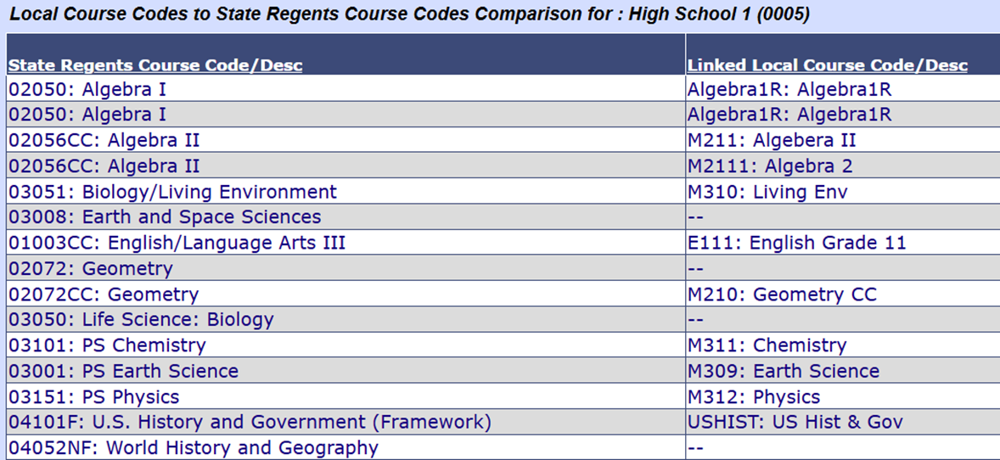 Local Course Codes to State Regents Course Codes Comparison for : High School 1 (0005)
State Regents Course Code/Desc Linked Local Course Code/Desc
02050: Algebra I Algebra1R: Algebra1R
02050: Algebra I Algebra1R: Algebra1R
02056CC: Algebra II M211: Algebera II
02056CC: Algebra II M2111: Algebra 2
03051: Biology/Living Environment M310: Living Env
03008: Earth and Space Sciences --
01003CC: English/Language Arts III E111: English Grade 11
02072: Geometry --
02072CC: Geometry M210: Geometry CC
03050: Life Science: Biology --
03101: PS Chemistry M311: Chemistry
03001: PS Earth Science M309: Earth Science
03151: PS Physics M312: Physics
04101F: U.S. History and Government (Framework) USHIST: US Hist & Gov
04052NF: World History and Geography --